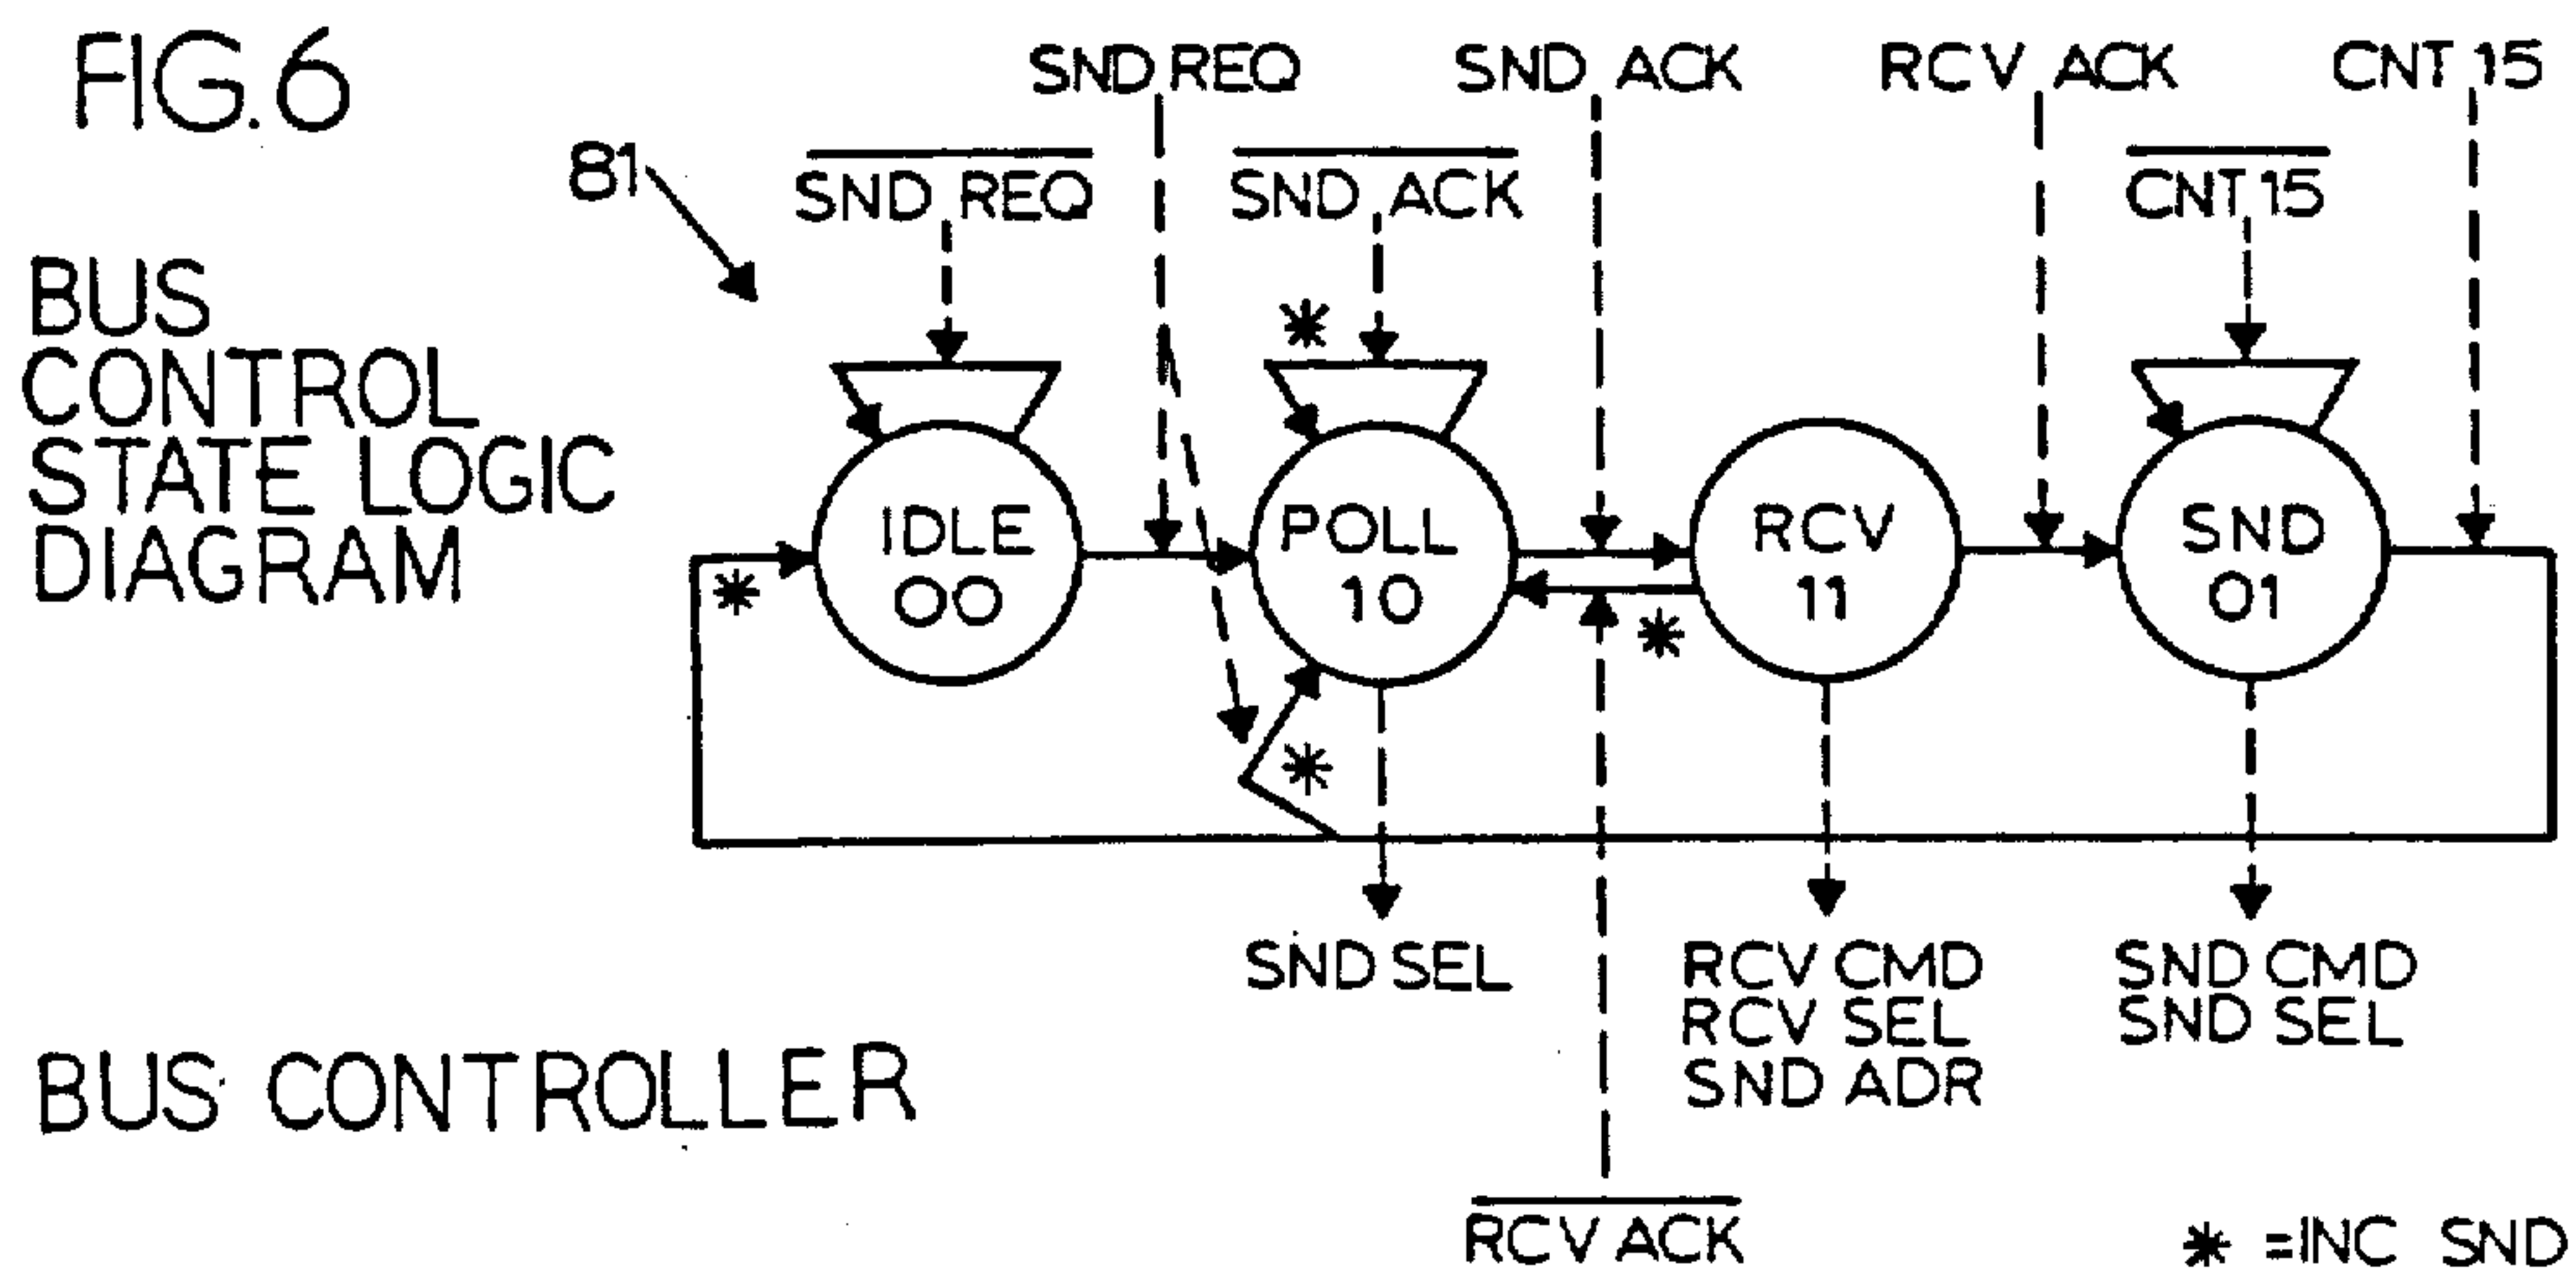 FIG. 6
SND REQ
SND ACK
RCV ACK
CNT 15
81
SND REQ
SND ACK
CNT 15
BUS
CONTROL
STATE LOGIC
DIAGRAM
*
IDLE
00
POLL
10
RCV
11
SND
01
*
*
*
SND SEL
RCV CMD
RCV SEL
SND ADR
SND CMD
SND SEL
BUS CONTROLLER
RCV ACK
* =INC SND